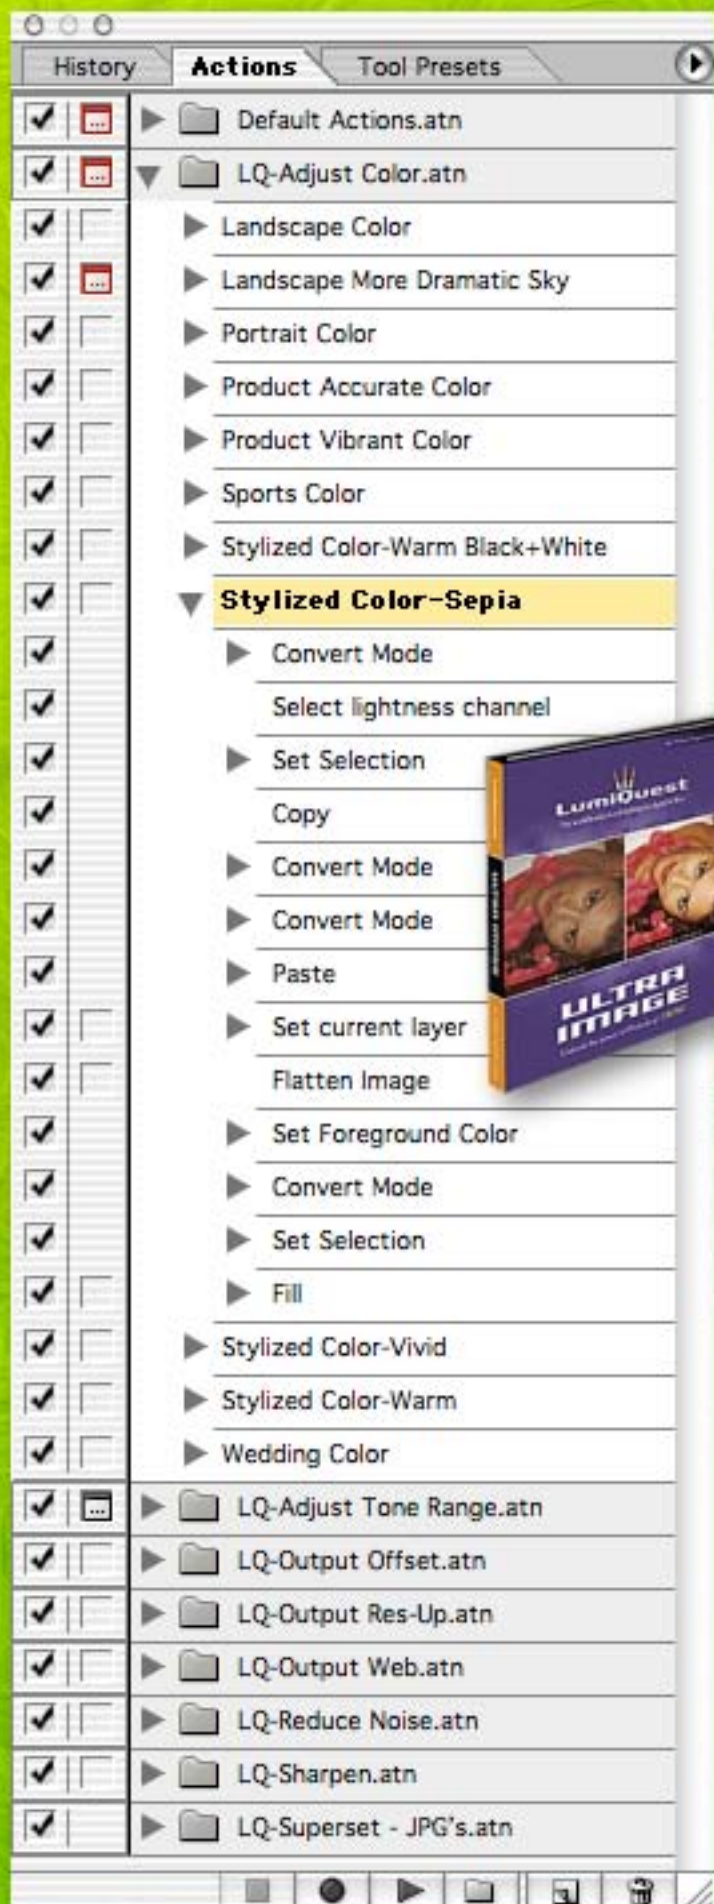 History Actions Tool Presets
Default Actions.atn
LQ-Adjust Color.atn
Landscape Color
Landscape More Dramatic Sky
Portrait Color
Product Accurate Color
Product Vibrant Color
Sports Color
Stylized Color-Warm Black+White
Stylized Color-Sepia
Convert Mode
Select lightness channel
Set Selection
Copy
Convert Mode
Convert Mode
Paste
Set current layer
Flatten Image
Set Foreground Color
Convert Mode
Set Selection
Fill
Stylized Color-Vivid
Stylized Color-Warm
Wedding Color
LQ-Adjust Tone Range.atn
LQ-Output Offset.atn
LQ-Output Res-Up.atn
LQ-Output Web.atn
LQ-Reduce Noise.atn
LQ-Sharpen.atn
LQ-Superset - JPG's.atn
LumiQuest
ULTRA
IMAGE